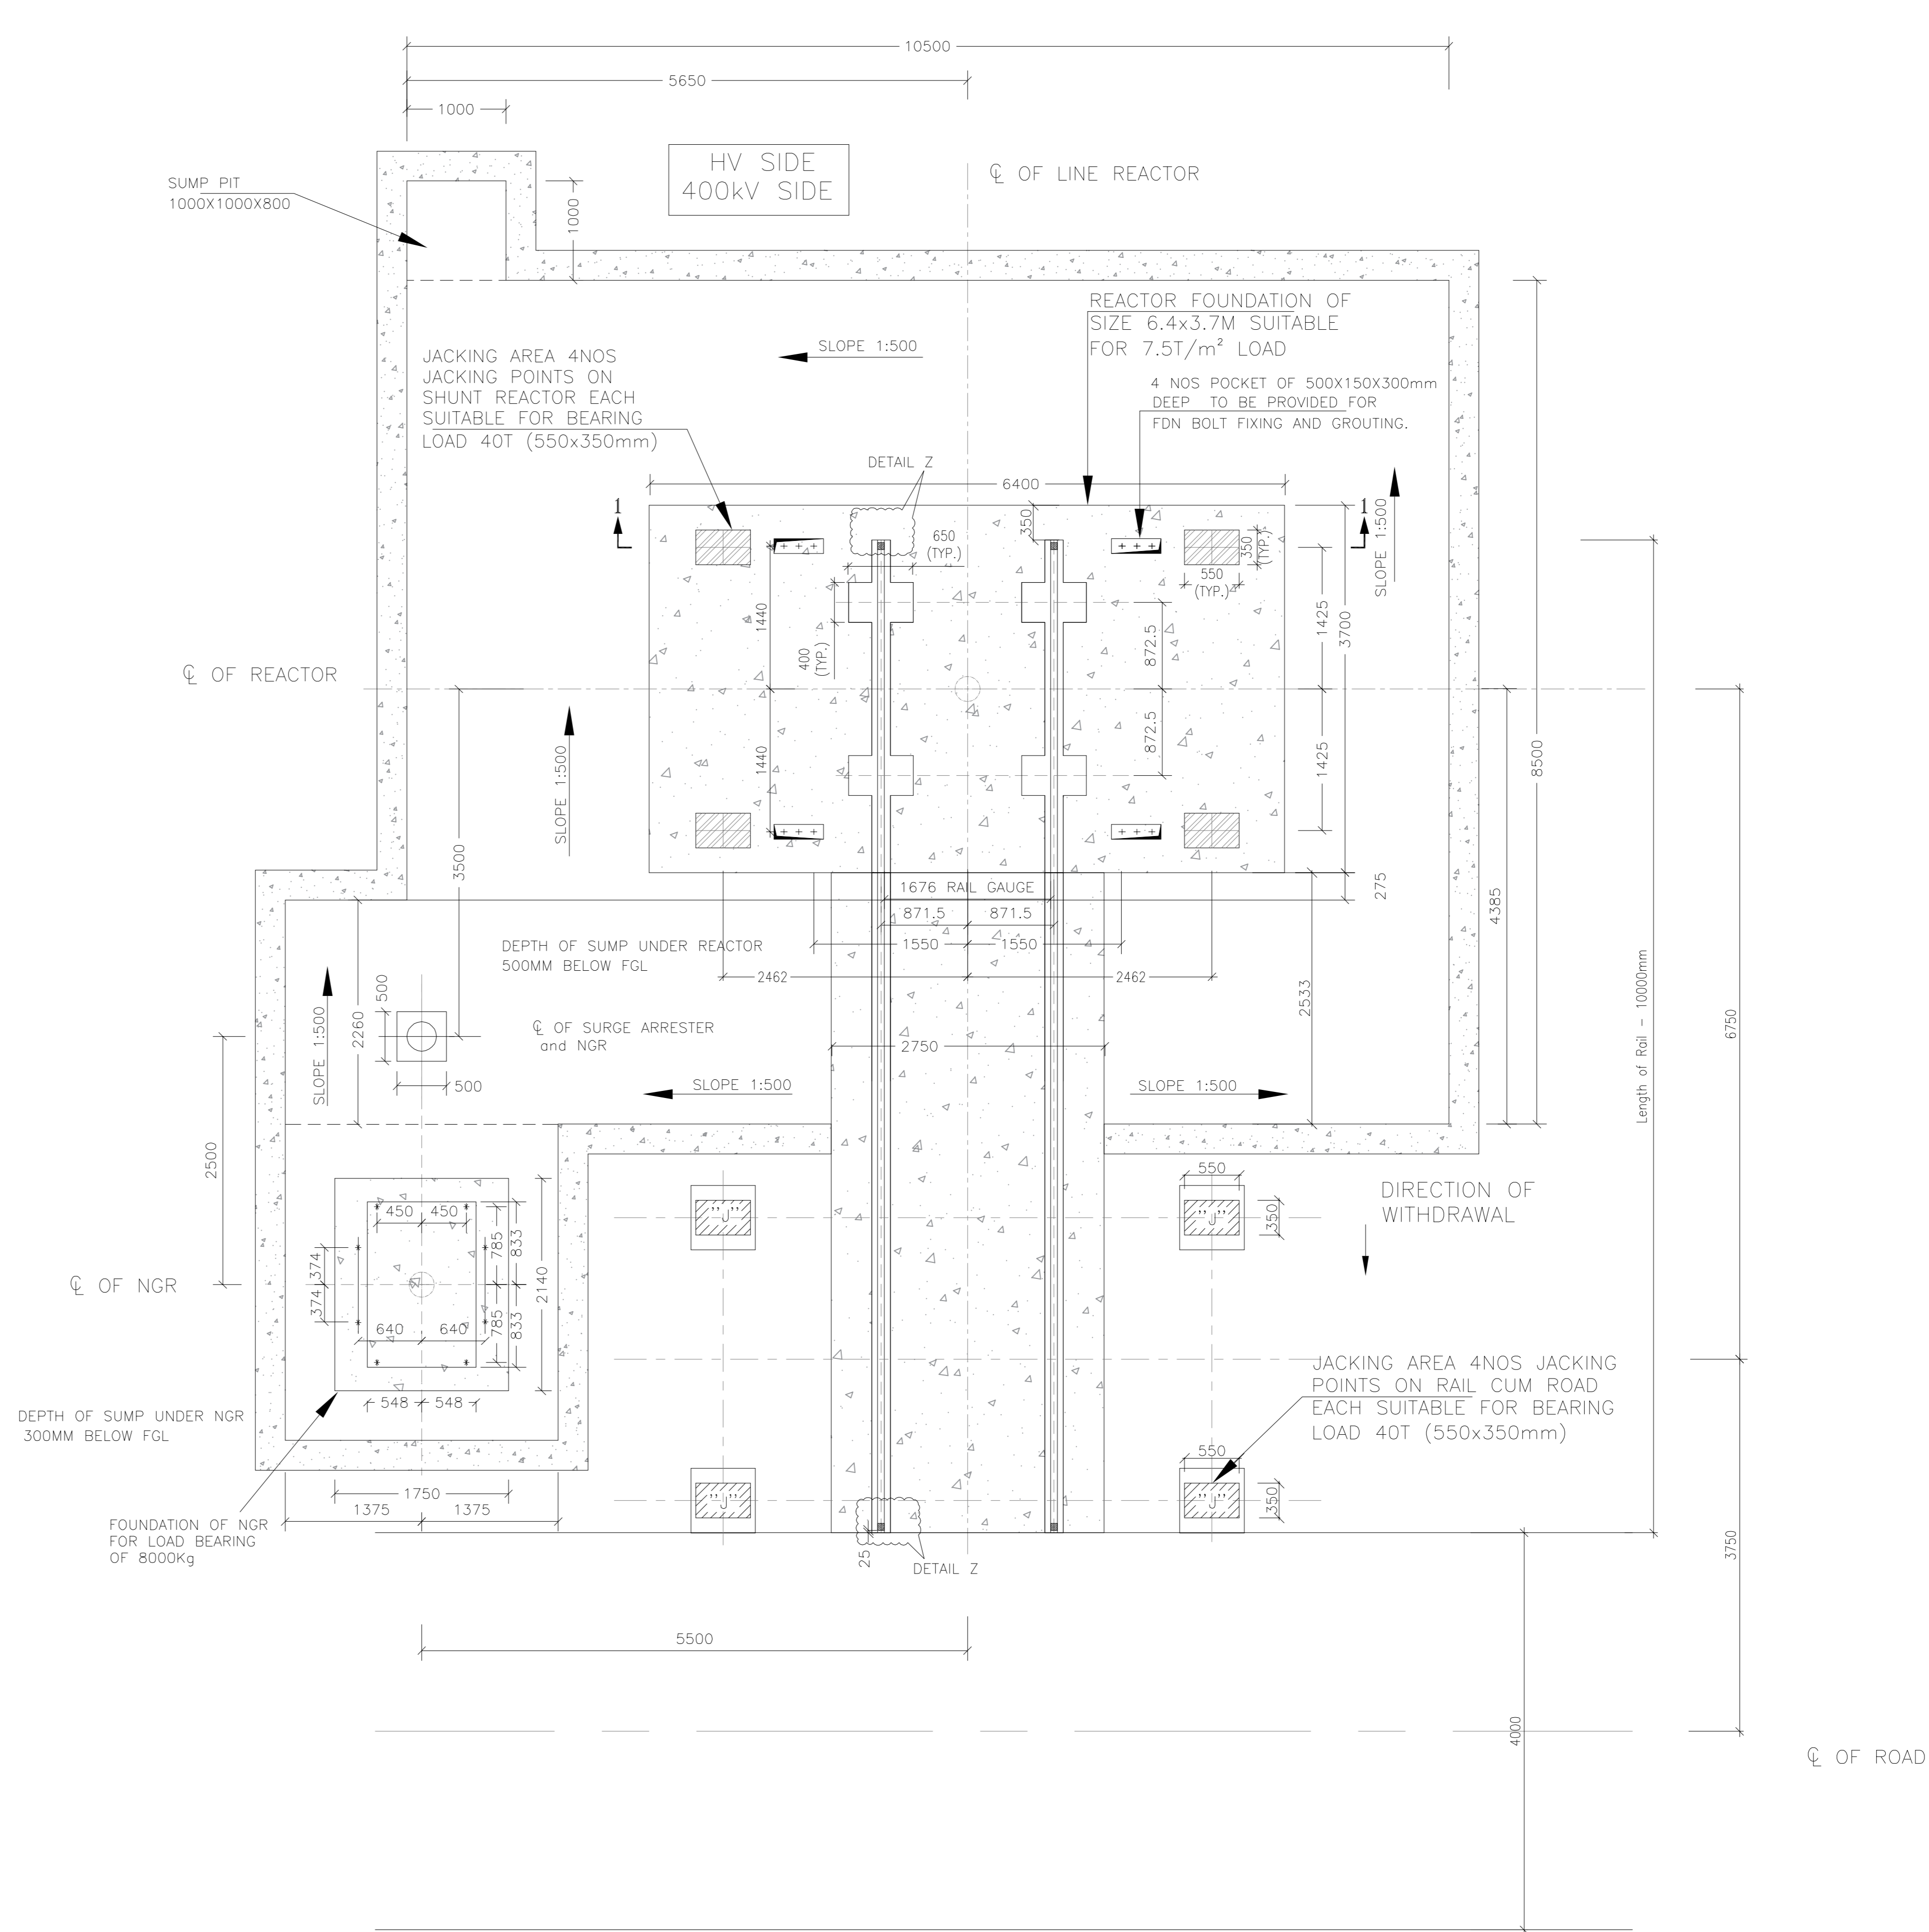 10500
5650
1000
HV SIDE
400kV SIDE
℄ OF LINE REACTOR
SUMP PIT
1000X1000X800
1000
REACTOR FOUNDATION OF
SIZE 6.4x3.7M SUITABLE
FOR 7.5T/m² LOAD
SLOPE 1:500
JACKING AREA 4NOS
JACKING POINTS ON
SHUNT REACTOR EACH
SUITABLE FOR BEARING
LOAD 40T (550x350mm)
4 NOS POCKET OF 500X150X300mm
DEEP TO BE PROVIDED FOR
FDN BOLT FIXING AND GROUTING.
DETAIL Z
6400
1
1
350
650
(TYP.)
350
(TYP.)
550
(TYP.)
SLOPE 1:500
1440
400
(TYP.)
872.5
1425
3700
℄ OF REACTOR
1440
872.5
1425
SLOPE 1:500
3500
8500
4385
275
1676 RAIL GAUGE
871.5
871.5
1550
1550
2462
2462
DEPTH OF SUMP UNDER REACTOR
500MM BELOW FGL
500
SLOPE 1:500
2260
500
℄ OF SURGE ARRESTER
and NGR
2533
2750
SLOPE 1:500
SLOPE 1:500
Length of Rail - 10000mm
6750
2500
550
"J"
"J"
350
DIRECTION OF
WITHDRAWAL
450
450
785
833
374
374
2140
℄ OF NGR
640
640
785
833
548
548
DEPTH OF SUMP UNDER NGR
300MM BELOW FGL
JACKING AREA 4NOS JACKING
POINTS ON RAIL CUM ROAD
EACH SUITABLE FOR BEARING
LOAD 40T (550x350mm)
550
"J"
"J"
350
1750
1375
1375
FOUNDATION OF NGR
FOR LOAD BEARING
OF 8000Kg
25
DETAIL Z
3750
5500
4000
℄ OF ROAD